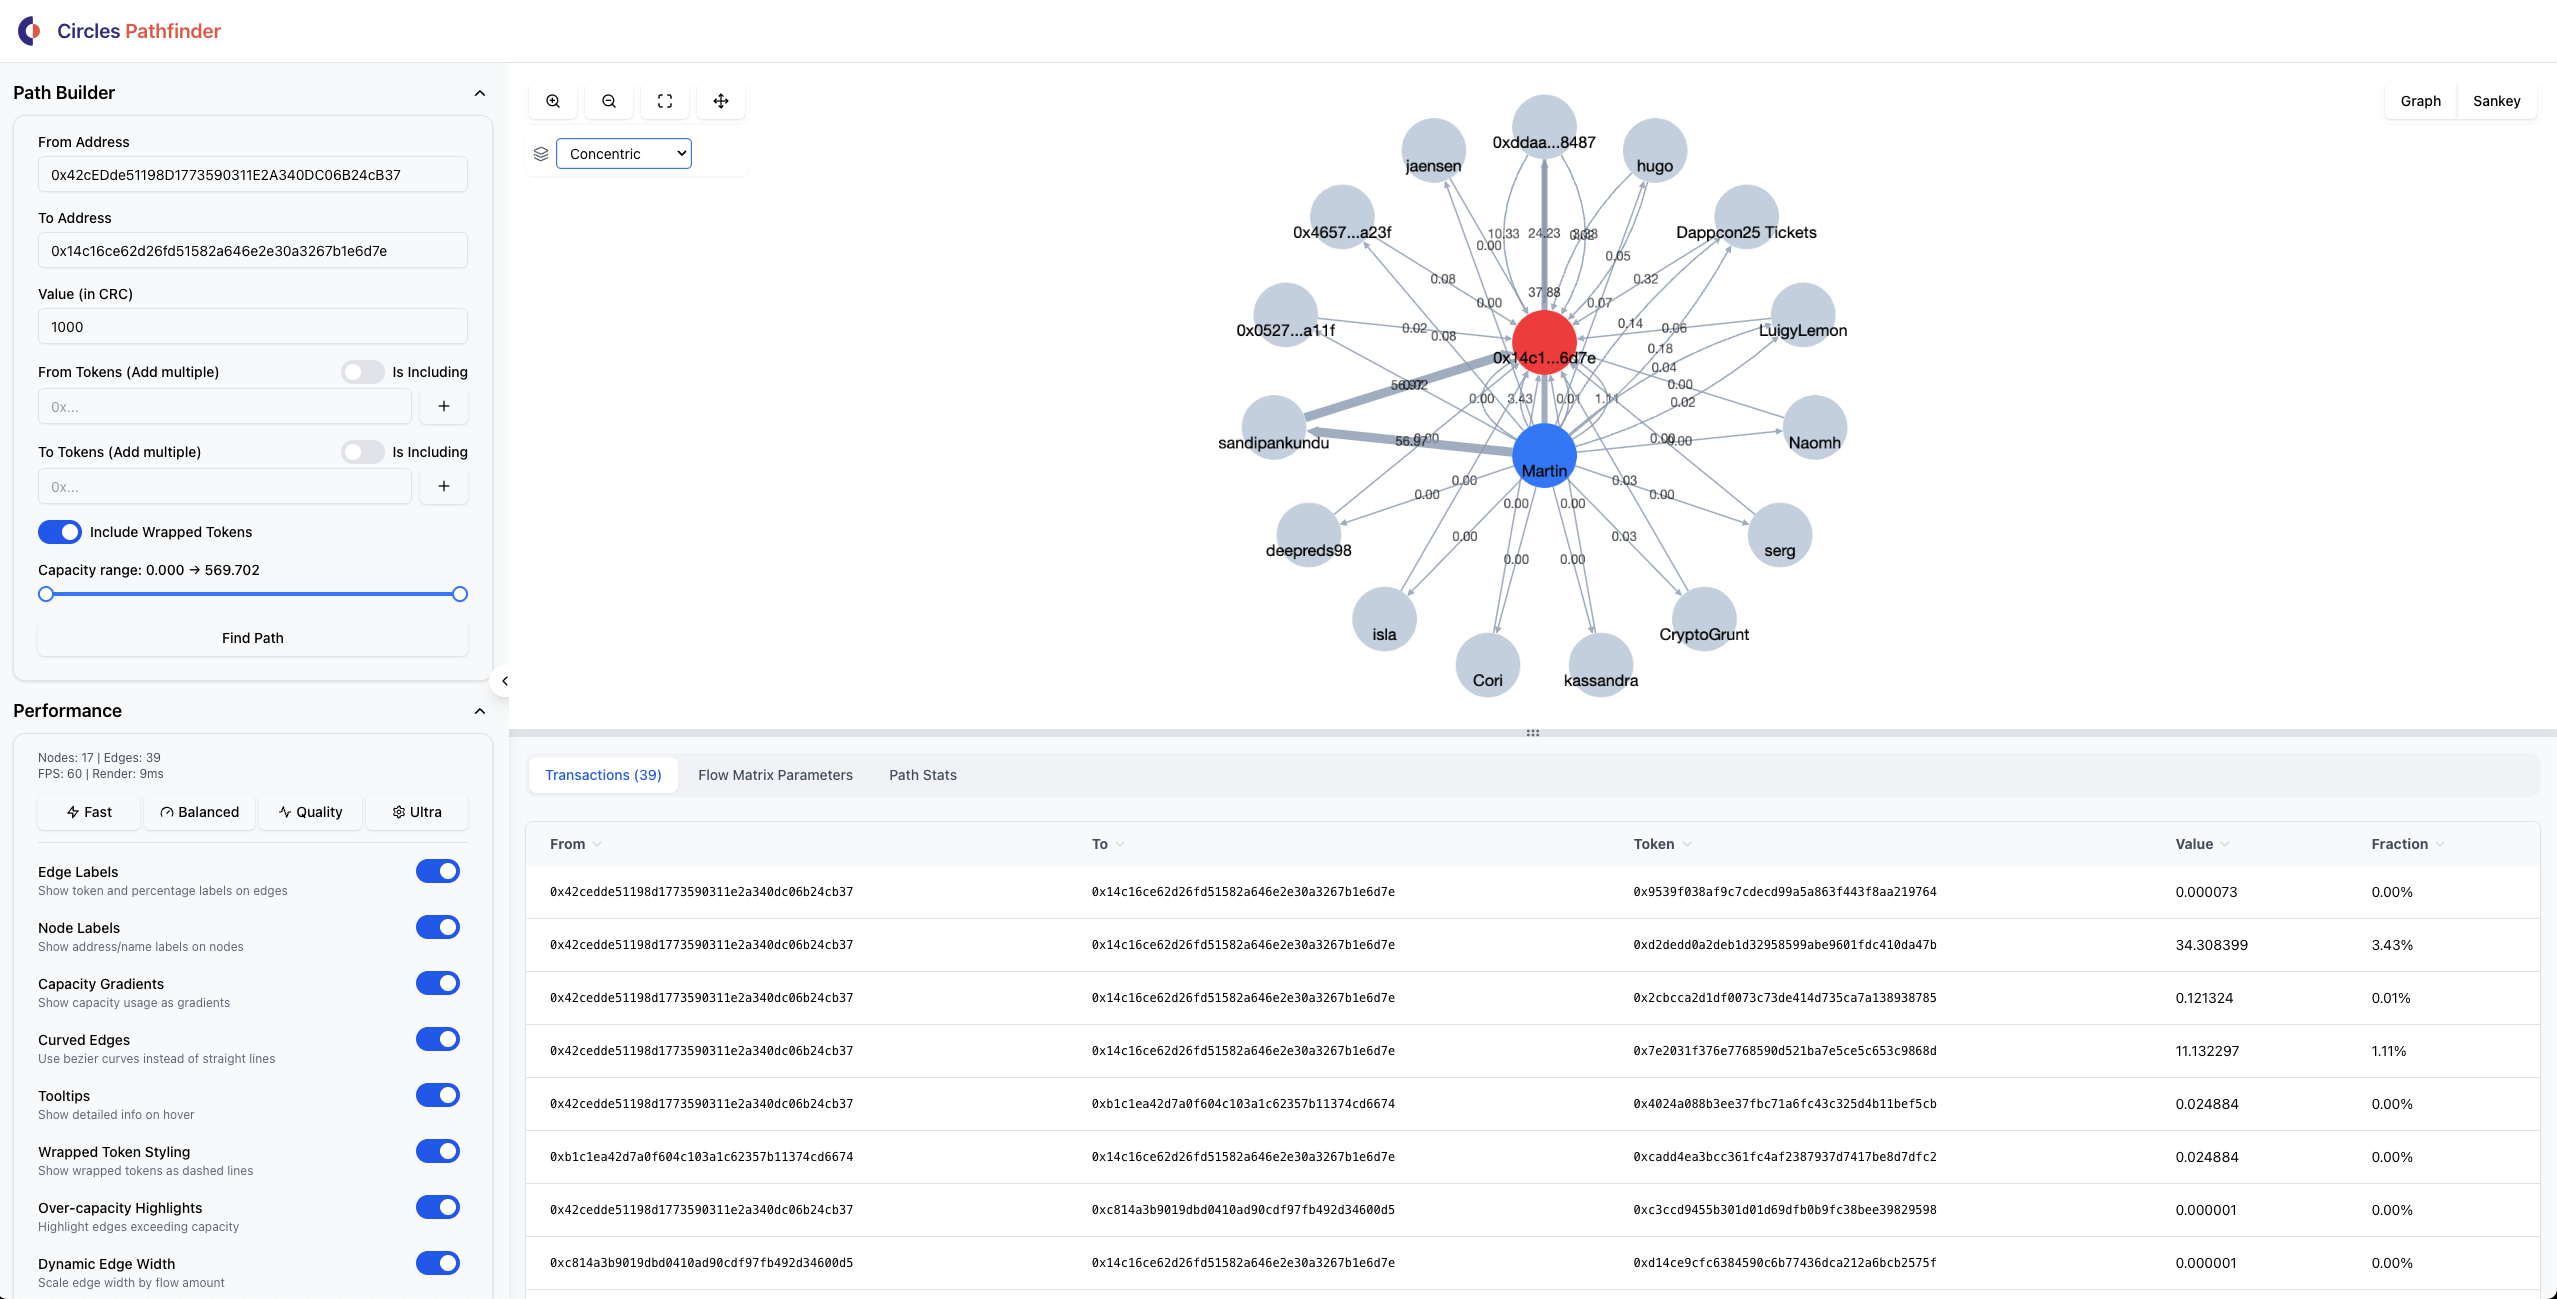 Circles Pathfinder
Path Builder
From Address
0x42cEDde51198D1773590311E2A340DC06B24cB37
To Address
0x14c16ce62d26fd51582a646e2e30a3267b1e6d7e
Value (in CRC)
1000
From Tokens (Add multiple) Is Including
0x...
To Tokens (Add multiple) Is Including
0x...
Include Wrapped Tokens
Capacity range: 0.000 → 569.702
Find Path
Performance
Nodes: 17 | Edges: 39
FPS: 60 | Render: 9ms
Fast Balanced Quality Ultra
Edge Labels
Show token and percentage labels on edges
Node Labels
Show address/name labels on nodes
Capacity Gradients
Show capacity usage as gradients
Curved Edges
Use bezier curves instead of straight lines
Tooltips
Show detailed info on hover
Wrapped Token Styling
Show wrapped tokens as dashed lines
Over-capacity Highlights
Highlight edges exceeding capacity
Dynamic Edge Width
Scale edge width by flow amount
Concentric
Graph Sankey
0xddaa...8487
jaensen
hugo
0x4657...a23f
Dappcon25 Tickets
10.33 24.23
0.00
0.05
0.08 0.32
37.88
0.00 0.07
0x0527...a11f
LuigyLemon
0.02 0.14 0.06
0.08
0.18
0x14c1...6d7e
0.04
0.00
0.00 3.43 0.01 1.11
0.02
sandipankundu
Naomh
56.97
0.00
Martin
0.00 0.03
0.00 0.00
0.00 0.00
0.00 0.03
deepreds98
serg
0.00 0.00
isla
CryptoGrunt
Cori
kassandra
Transactions (39) Flow Matrix Parameters Path Stats
From To Token Value Fraction
0x42cedde51198d1773590311e2a340dc06b24cb37 0x14c16ce62d26fd51582a646e2e30a3267b1e6d7e 0x9539f038af9c7cdecd99a5a863f443f8aa219764 0.000073 0.00%
0x42cedde51198d1773590311e2a340dc06b24cb37 0x14c16ce62d26fd51582a646e2e30a3267b1e6d7e 0xd2dedd0a2deb1d32958599abe9601fdc410da47b 34.308399 3.43%
0x42cedde51198d1773590311e2a340dc06b24cb37 0x14c16ce62d26fd51582a646e2e30a3267b1e6d7e 0x2cbcca2d1df0073c73de414d735ca7a138938785 0.121324 0.01%
0x42cedde51198d1773590311e2a340dc06b24cb37 0x14c16ce62d26fd51582a646e2e30a3267b1e6d7e 0x7e2031f376e7768590d521ba7e5ce5c653c9868d 11.132297 1.11%
0x42cedde51198d1773590311e2a340dc06b24cb37 0xb1c1ea42d7a0f604c103a1c62357b11374cd6674 0x4024a088b3ee37fbc71a6fc43c325d4b11bef5cb 0.024884 0.00%
0xb1c1ea42d7a0f604c103a1c62357b11374cd6674 0x14c16ce62d26fd51582a646e2e30a3267b1e6d7e 0xcadd4ea3bcc361fc4af2387937d7417be8d7dfc2 0.024884 0.00%
0x42cedde51198d1773590311e2a340dc06b24cb37 0xc814a3b9019dbd0410ad90cdf97fb492d34600d5 0xc3ccd9455b301d01d69dfb0b9fc38bee39829598 0.000001 0.00%
0xc814a3b9019dbd0410ad90cdf97fb492d34600d5 0x14c16ce62d26fd51582a646e2e30a3267b1e6d7e 0xd14ce9cfc6384590c6b77436dca212a6bcb2575f 0.000001 0.00%